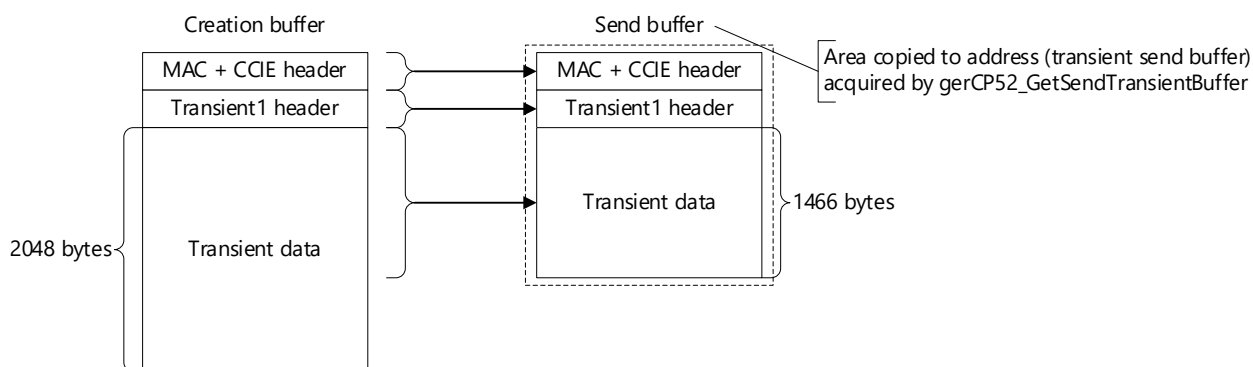 Creation buffer
Send buffer
Area copied to address (transient send buffer)
acquired by gerCP52_GetSendTransientBuffer
MAC + CCIE header
MAC + CCIE header
Transient1 header
Transient1 header
Transient data
1466 bytes
2048 bytes
Transient data